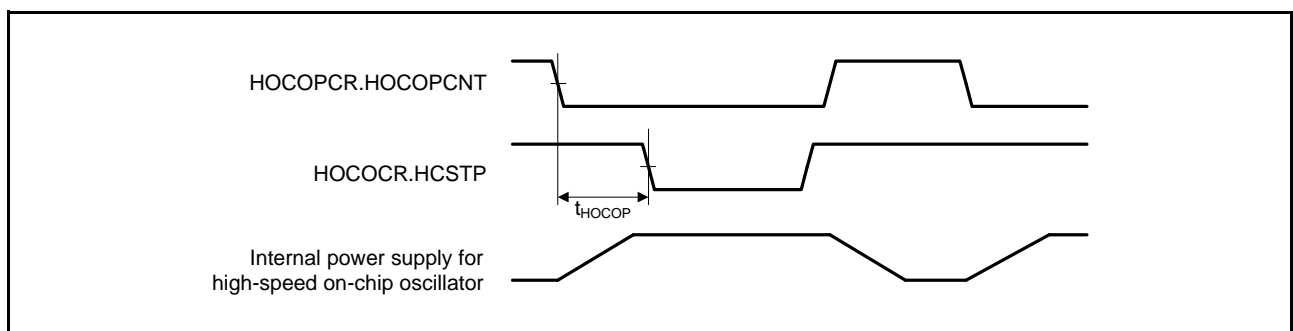 HOCOPCR.HOCOPCNT
HOCOCR.HCSTP
tHOCOP
Internal power supply for
high-speed on-chip oscillator